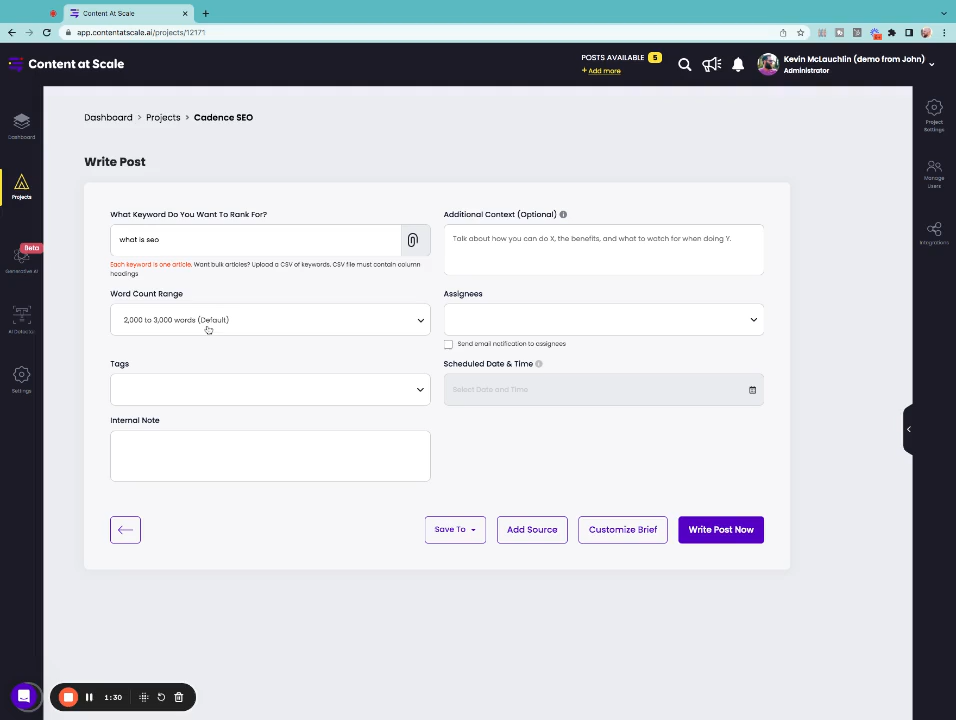 Content At Scale
app.contentatscale.ai/projects/12171
Content at Scale
POSTS AVAILABLE 5
+ Add more
Kevin McLauchlin (demo from John)
Administrator
Dashboard
Projects
Beta
Generative AI
AI Detector
Settings
Project Settings
Manage Users
Integrations
Dashboard > Projects > Cadence SEO
Write Post
What Keyword Do You Want To Rank For?
what is seo
Each keyword is one article. Want bulk articles? Upload a CSV of keywords. CSV file must contain column
headings
Additional Context (Optional)
Talk about how you can do X, the benefits, and what to watch for when doing Y.
Word Count Range
2,000 to 3,000 words (Default)
Assignees
Send email notification to assignees
Tags
Scheduled Date & Time
Select Date and Time
Internal Note
Save To
Add Source
Customize Brief
Write Post Now
1:30